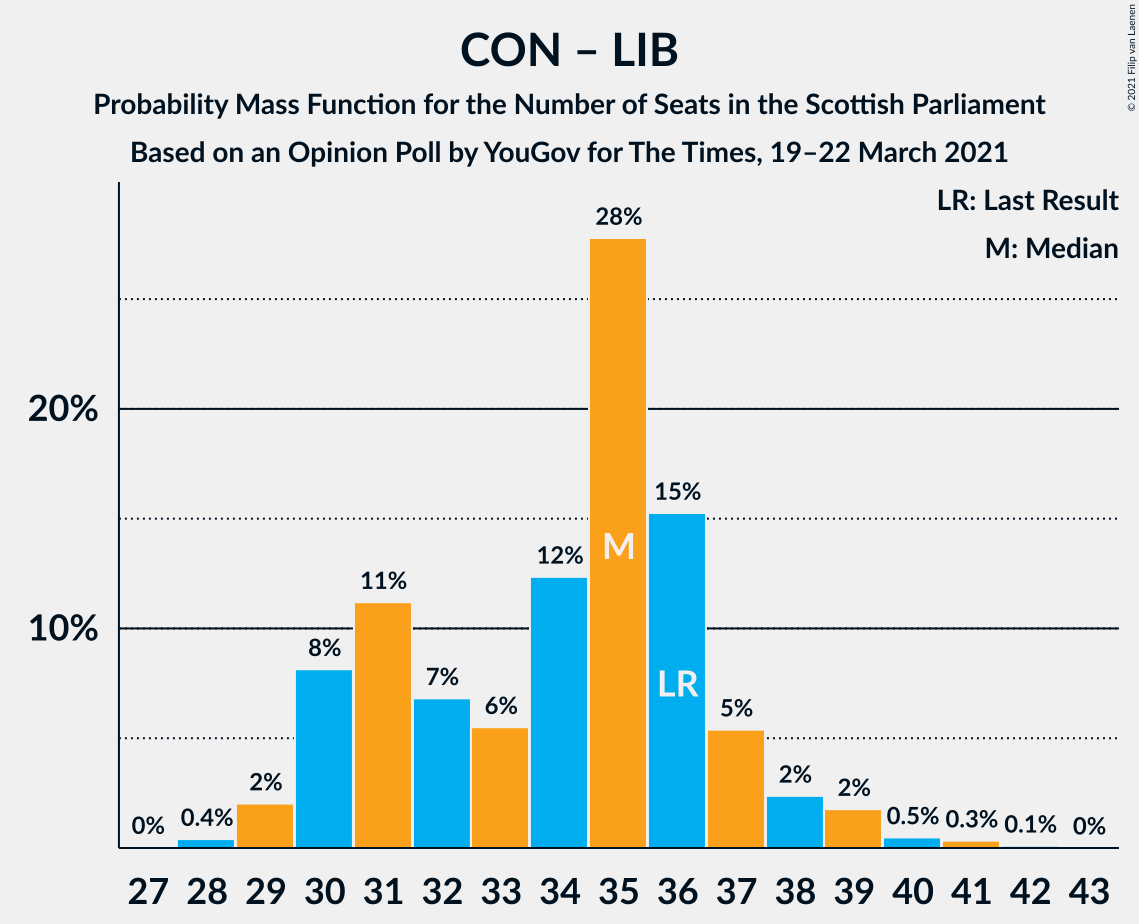 CON – LIB
Probability Mass Function for the Number of Seats in the Scottish Parliament
Based on an Opinion Poll by YouGov for The Times, 19–22 March 2021
© 2021 Filip van Laenen
LR: Last Result
M: Median
28%
20%
15%
12%
M
11%
10%
8%
7%
LR
6%
5%
2%
2%
2%
0%
0.4%
0.5%
0.3%
0.1%
0%
27 28 29 30 31 32 33 34 35 36 37 38 39 40 41 42 43